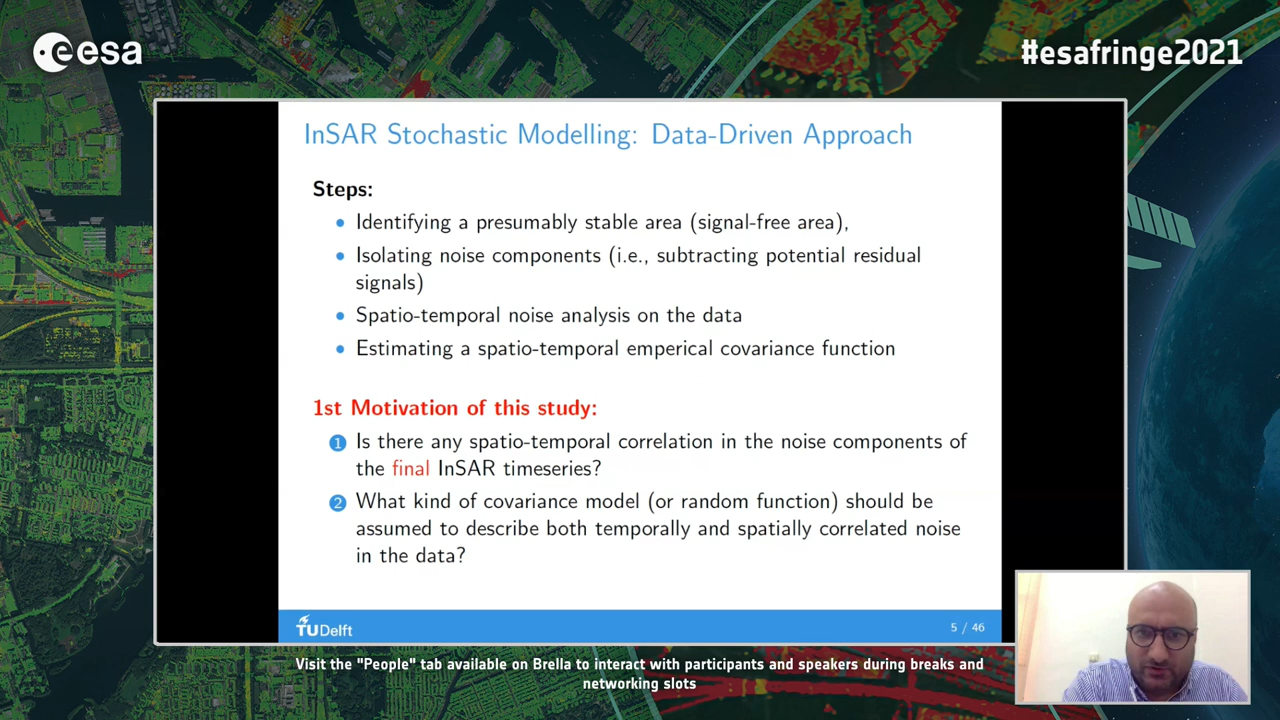 esa
#esafringe2021
InSAR Stochastic Modelling: Data-Driven Approach
Steps:
• Identifying a presumably stable area (signal-free area),
• Isolating noise components (i.e., subtracting potential residual
signals)
• Spatio-temporal noise analysis on the data
• Estimating a spatio-temporal emperical covariance function
1st Motivation of this study:
1 Is there any spatio-temporal correlation in the noise components of
the final InSAR timeseries?
2 What kind of covariance model (or random function) should be
assumed to describe both temporally and spatially correlated noise
in the data?
TUDelft
5 / 46
Visit the "People" tab available on Brella to interact with participants and speakers during breaks and
networking slots